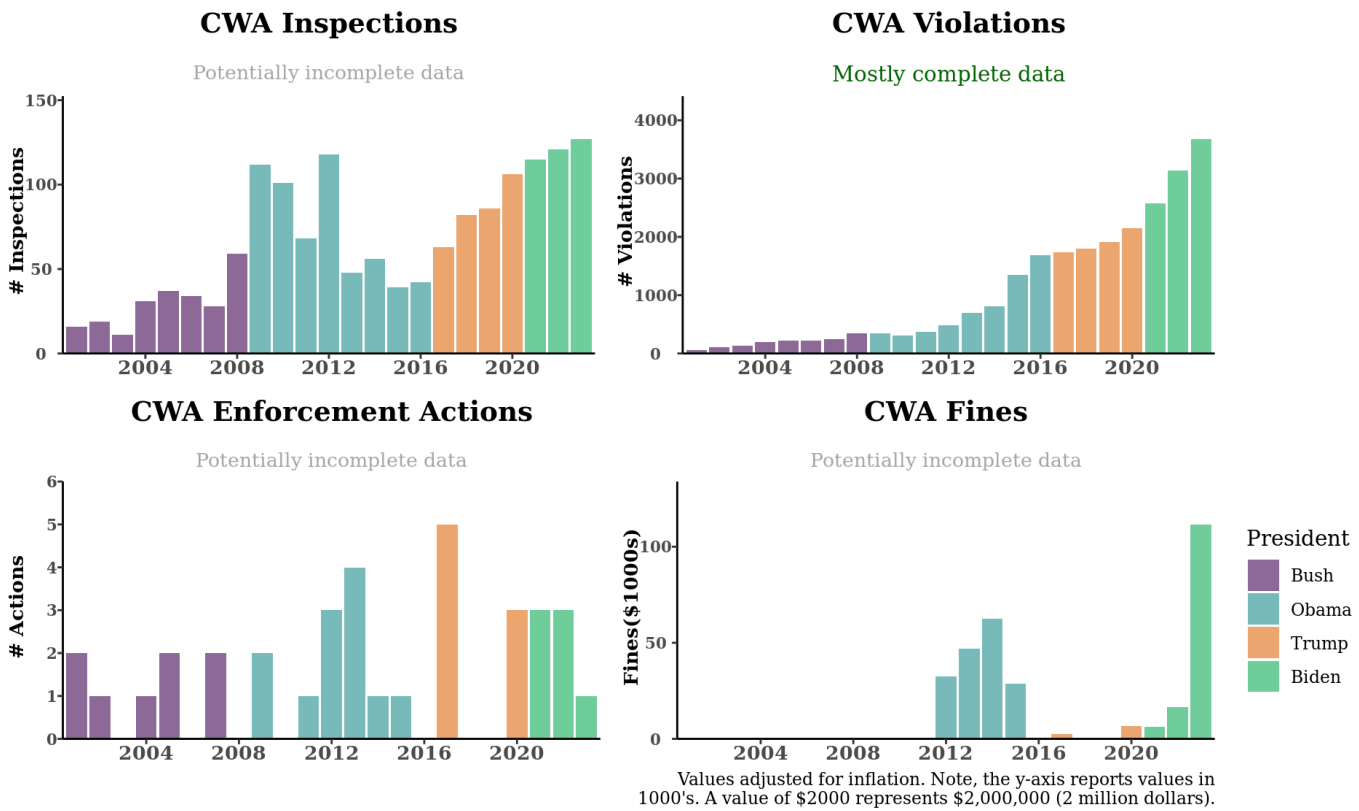 CWA Inspections
Potentially incomplete data
# Inspections
150
100
50
0
2004 2008 2012 2016 2020
CWA Violations
Mostly complete data
# Violations
4000
3000
2000
1000
0
2004 2008 2012 2016 2020
CWA Enforcement Actions
Potentially incomplete data
# Actions
6
5
4
3
2
1
0
2004 2008 2012 2016 2020
CWA Fines
Potentially incomplete data
Fines($1000s)
100
50
0
2004 2008 2012 2016 2020
President
Bush
Obama
Trump
Biden
Values adjusted for inflation. Note, the y-axis reports values in
1000's. A value of $2000 represents $2,000,000 (2 million dollars).